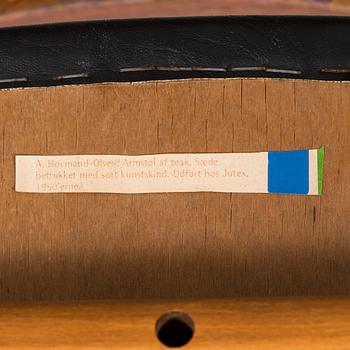 A. Hovmand-Olsen: Armstol af teak. Sæde
betrukket med sort kunstskind. Udført hos Jutex,
1950'erne.